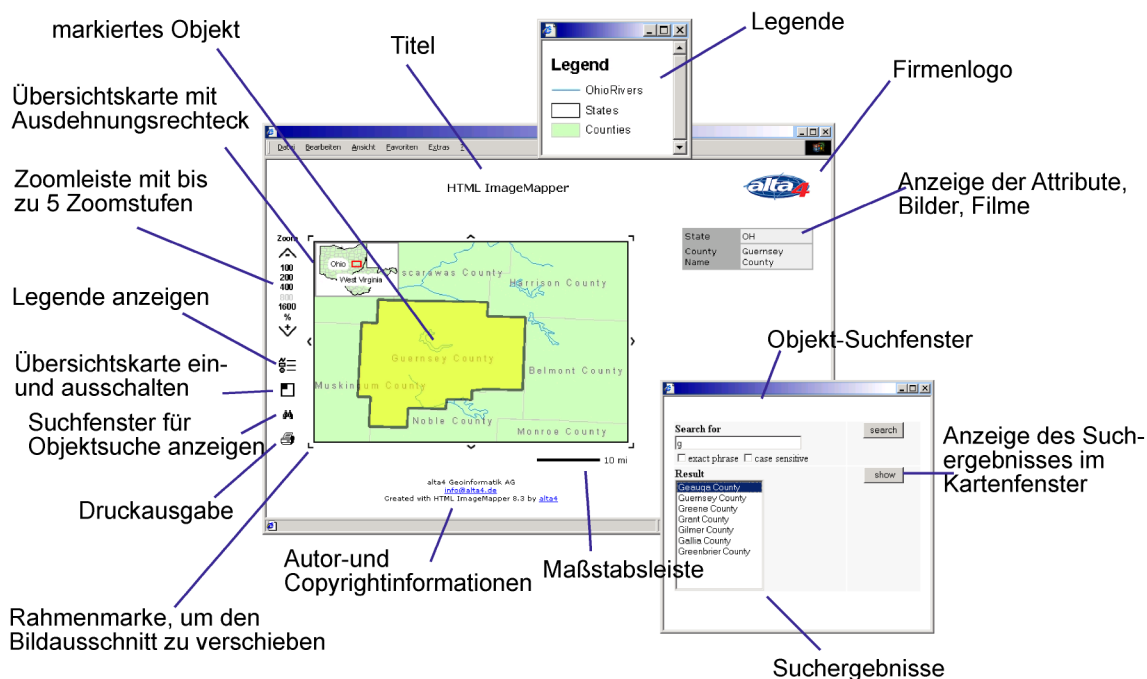 markiertes Objekt
Titel
Legende
Firmenlogo
Übersichtskarte mit
Ausdehnungsrechteck
Zoomleiste mit bis
zu 5 Zoomstufen
Legende anzeigen
Übersichtskarte ein-
und ausschalten
Suchfenster für
Objektsuche anzeigen
Druckausgabe
Rahmenmarke, um den
Bildausschnitt zu verschieben
Legend
OhioRivers
States
Counties
Datei Bearbeiten Ansicht Favoriten Extras ?
HTML ImageMapper
alta4
Anzeige der Attribute,
Bilder, Filme
State OH
County Guernsey
Name County
Zoom
-
100
200
400
800
1600
%
+
Ohio
West Virginia
scarawas County
Harrison County
Guernsey County
Belmont County
Muskingum County
Noble County
Monroe County
10 mi
alta4 Geoinformatik AG
info@alta4.de
Created with HTML ImageMapper 8.3 by alta4
Autor-und
Copyrightinformationen
Maßstabsleiste
Objekt-Suchfenster
Search for
g
search
exact phrase case sensitive
Result
show
Geauga County
Guernsey County
Greene County
Grant County
Gilmer County
Gallia County
Greenbrier County
Anzeige des Such-
ergebnisses im
Kartenfenster
Suchergebnisse